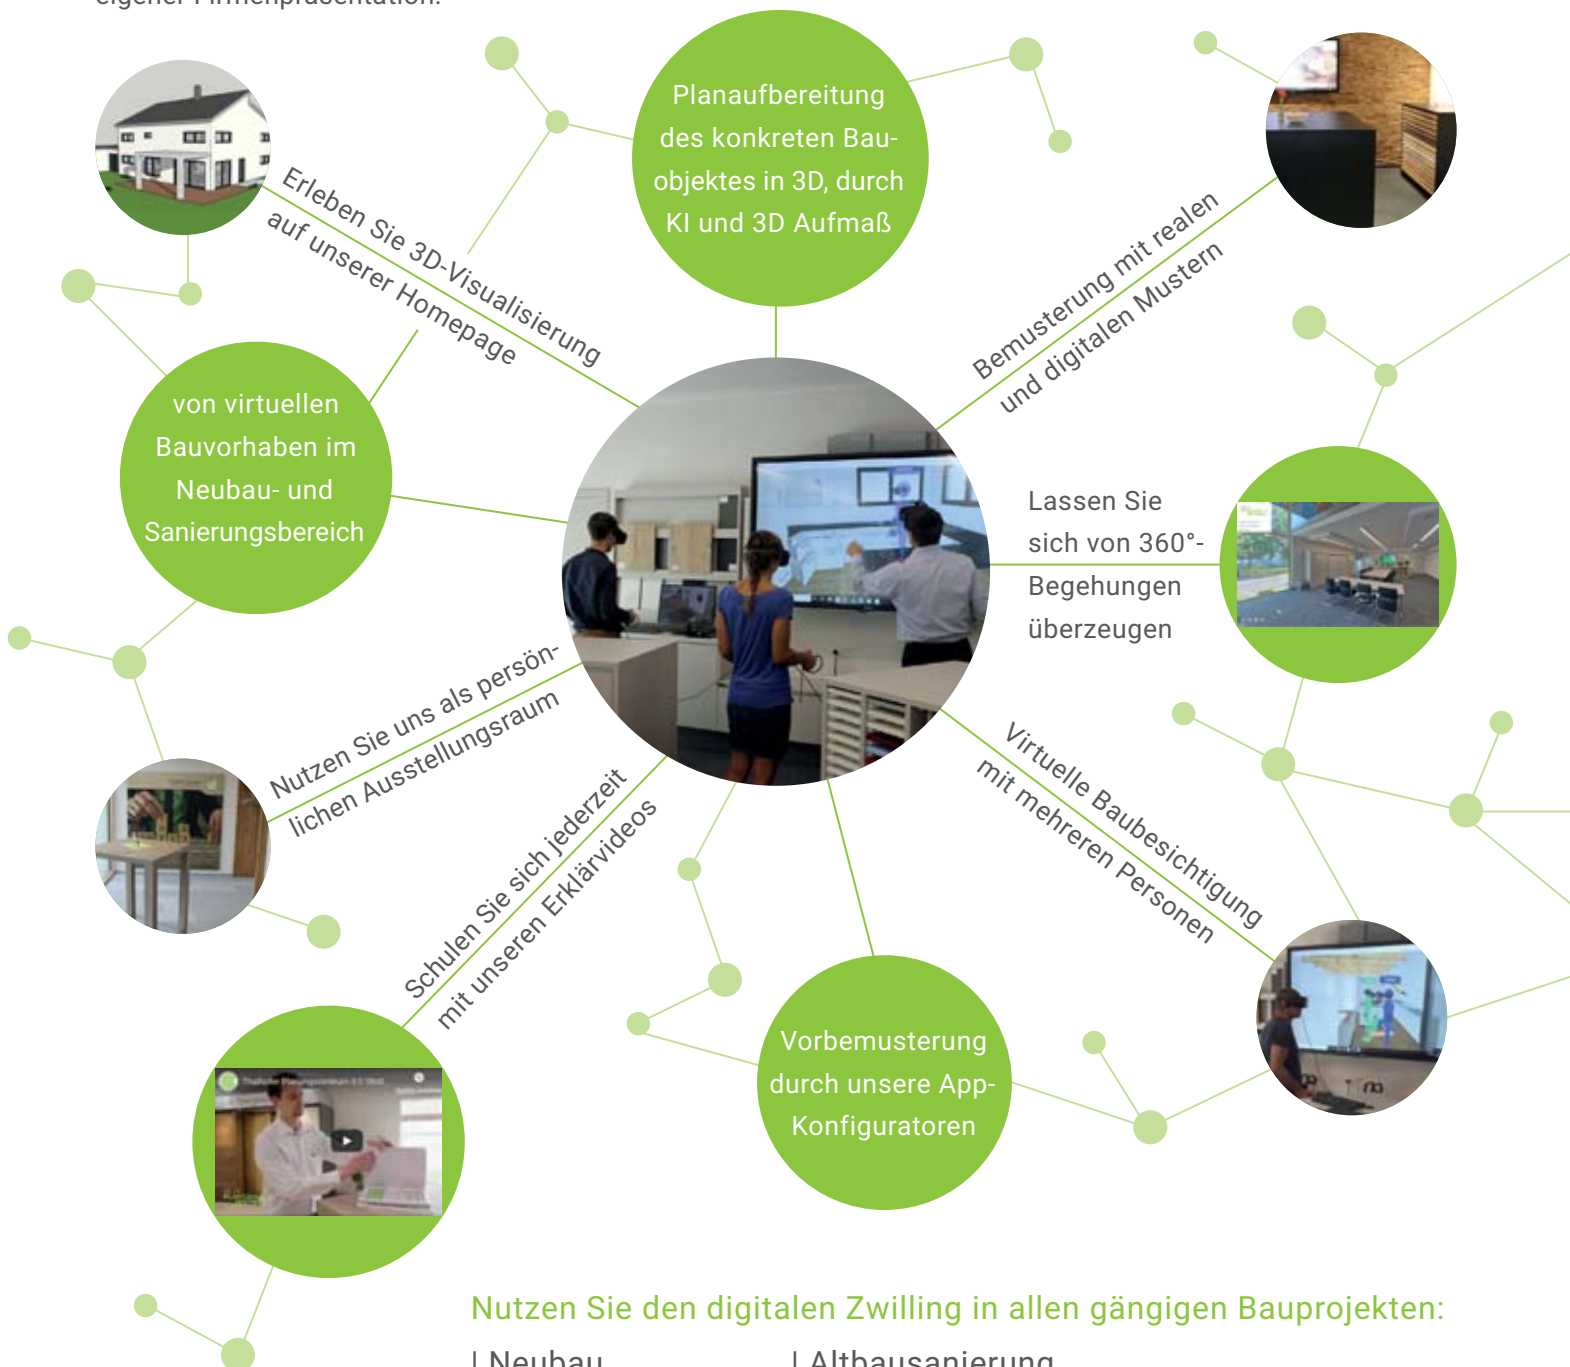 eigener Firmenpräsentation.
Planaufbereitung
des konkreten Bau-
objektes in 3D, durch
KI und 3D Aufmaß
Erleben Sie 3D-Visualisierung
auf unserer Homepage
Bemusterung mit realen
und digitalen Mustern
von virtuellen
Bauvorhaben im
Neubau- und
Sanierungsbereich
Lassen Sie
sich von 360°-
Begehungen
überzeugen
Nutzen Sie uns als persön-
lichen Ausstellungsraum
Schulen Sie sich jederzeit
mit unseren Erklärvideos
Virtuelle Baubesichtigung
mit mehreren Personen
Vorbemusterung
durch unsere App-
Konfiguratoren
Nutzen Sie den digitalen Zwilling in allen gängigen Bauprojekten:
| Neubau | Altbausanierung